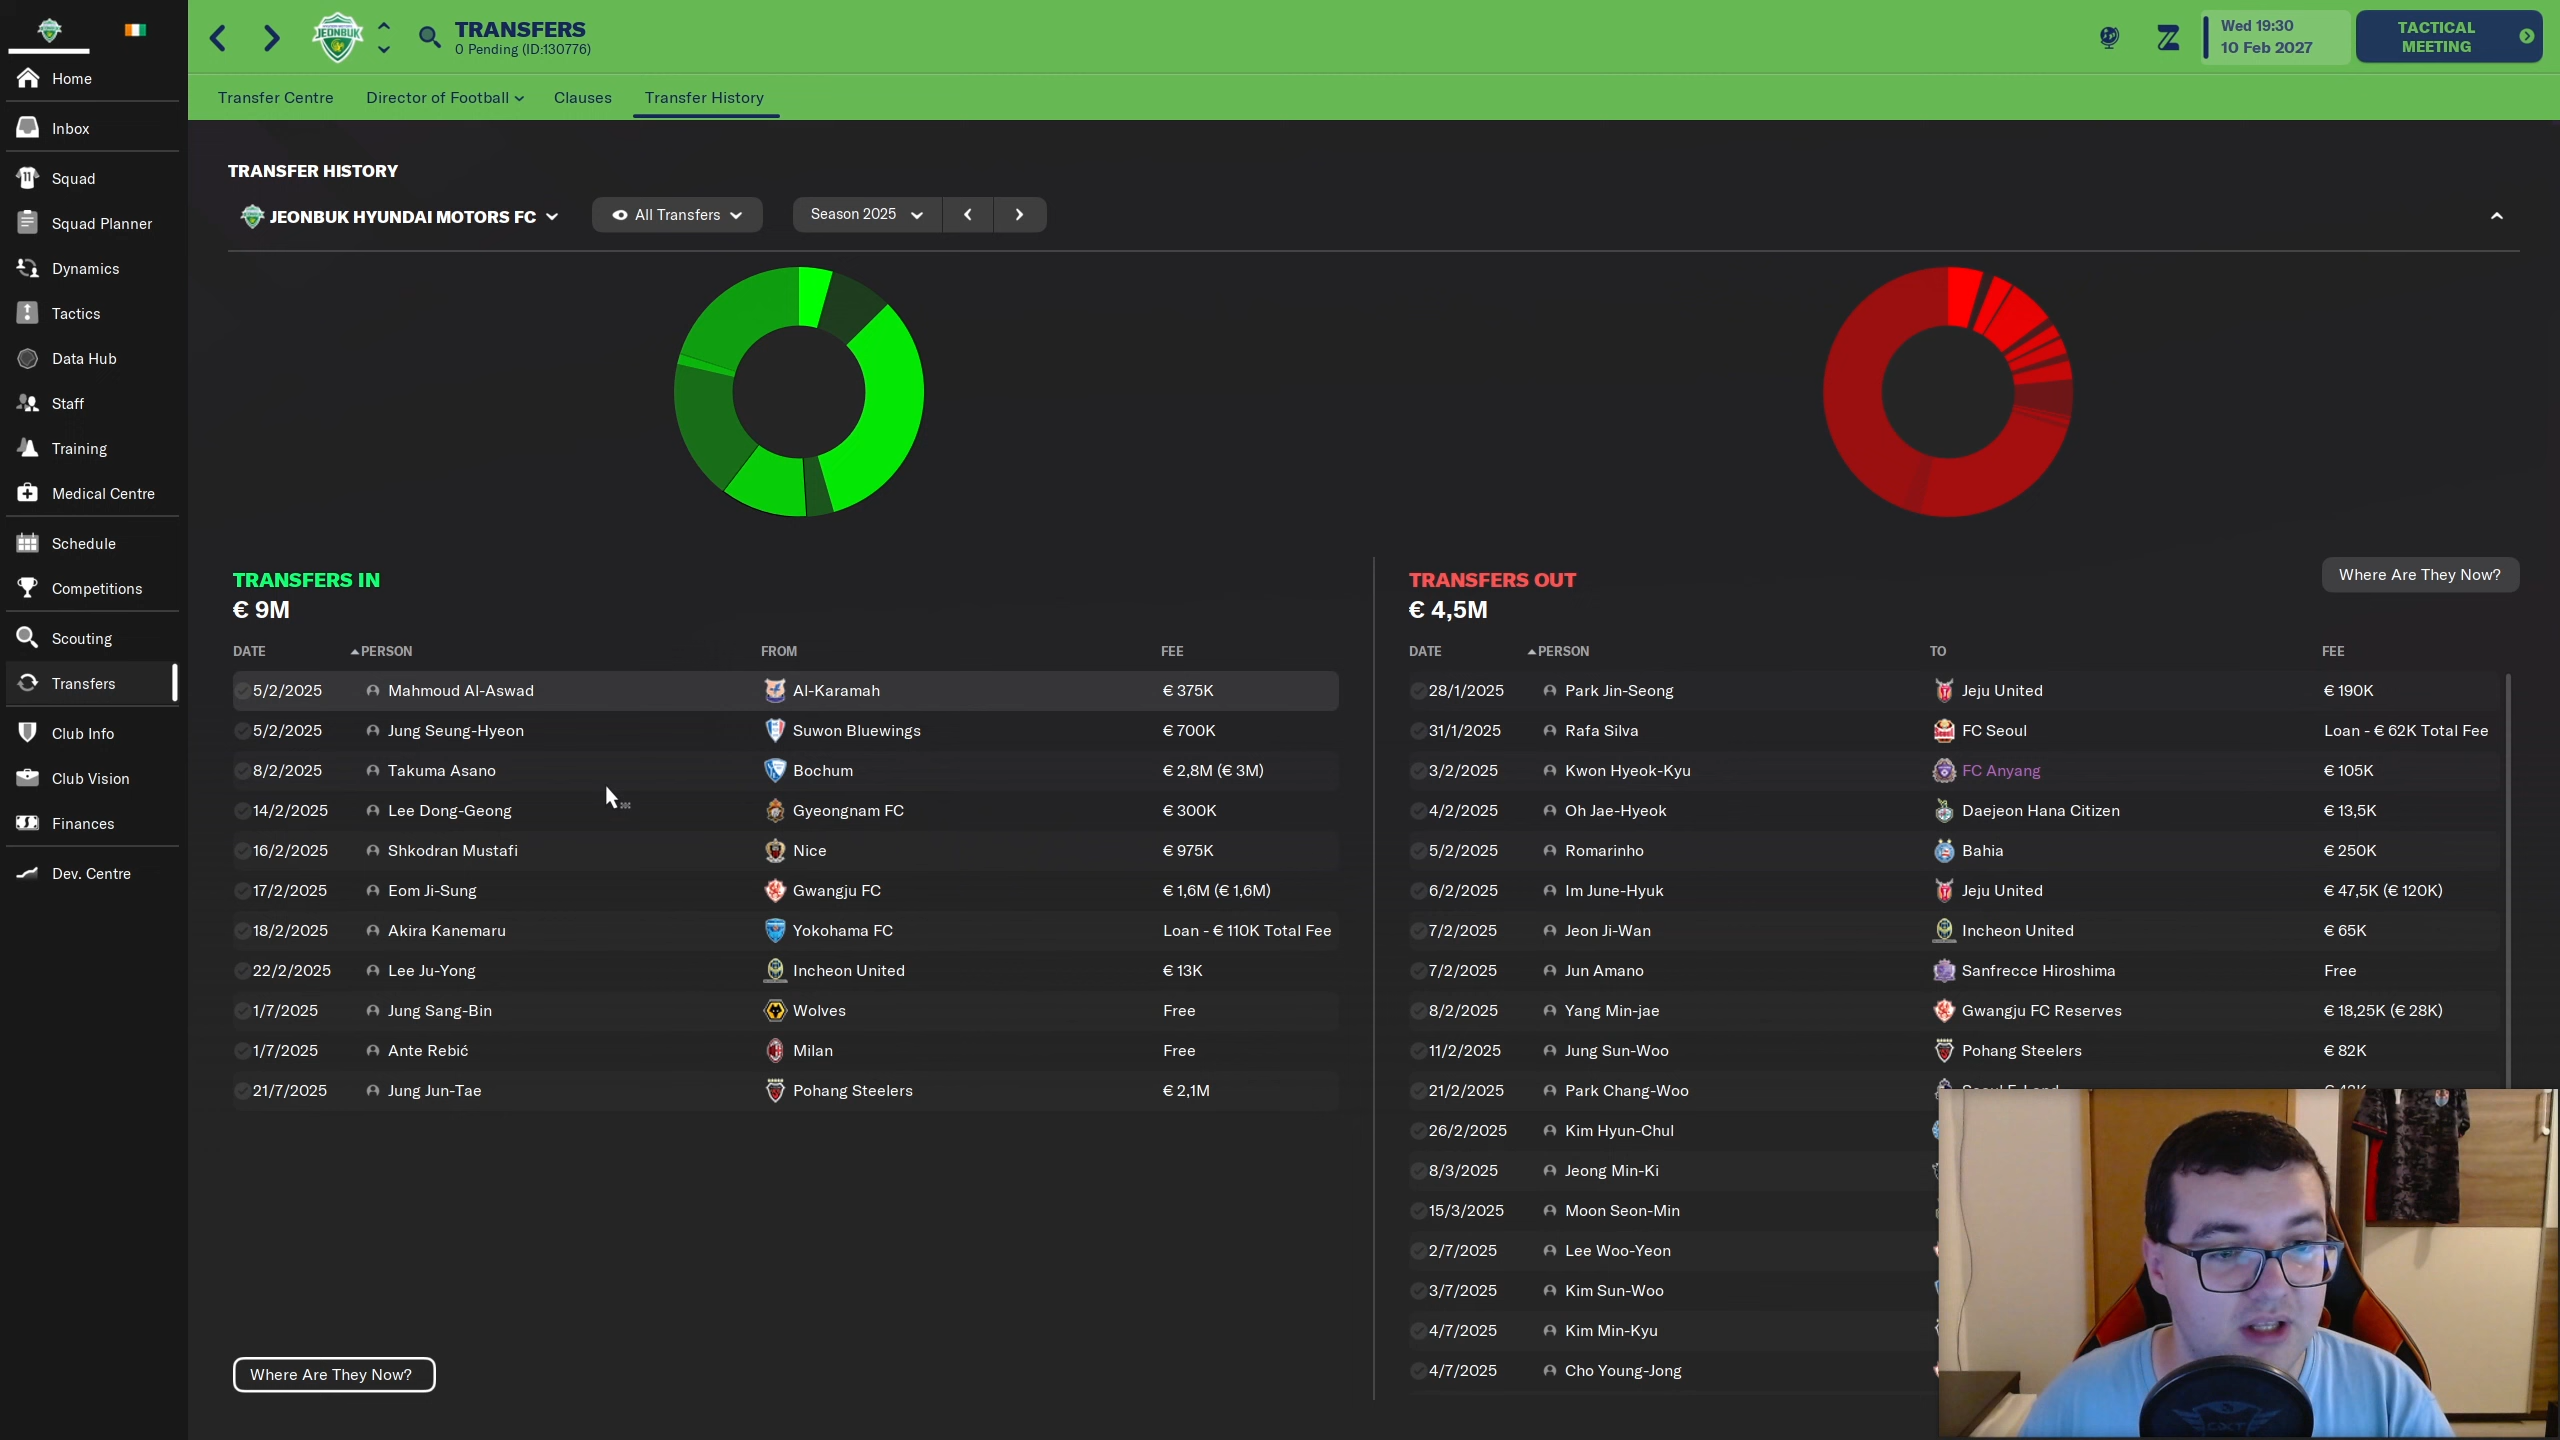 TRANSFERS
0 Pending (ID:130776)
Wed 19:30
10 Feb 2027
TACTICAL
MEETING
Home
Inbox
Squad
Squad Planner
Dynamics
Tactics
Data Hub
Staff
Training
Medical Centre
Schedule
Competitions
Scouting
Transfers
Club Info
Club Vision
Finances
Dev. Centre
Transfer Centre Director of Football Clauses Transfer History
TRANSFER HISTORY
JEONBUK HYUNDAI MOTORS FC All Transfers Season 2025
TRANSFERS IN
€ 9M
DATE PERSON FROM FEE
5/2/2025 Mahmoud Al-Aswad Al-Karamah € 375K
5/2/2025 Jung Seung-Hyeon Suwon Bluewings € 700K
8/2/2025 Takuma Asano Bochum € 2,8M (€ 3M)
14/2/2025 Lee Dong-Geong Gyeongnam FC € 300K
16/2/2025 Shkodran Mustafi Nice € 975K
17/2/2025 Eom Ji-Sung Gwangju FC € 1,6M (€ 1,6M)
18/2/2025 Akira Kanemaru Yokohama FC Loan - € 110K Total Fee
22/2/2025 Lee Ju-Yong Incheon United € 13K
1/7/2025 Jung Sang-Bin Wolves Free
1/7/2025 Ante Rebić Milan Free
21/7/2025 Jung Jun-Tae Pohang Steelers € 2,1M
Where Are They Now?
TRANSFERS OUT
€ 4,5M
Where Are They Now?
DATE PERSON TO FEE
28/1/2025 Park Jin-Seong Jeju United € 190K
31/1/2025 Rafa Silva FC Seoul Loan - € 62K Total Fee
3/2/2025 Kwon Hyeok-Kyu FC Anyang € 105K
4/2/2025 Oh Jae-Hyeok Daejeon Hana Citizen € 13,5K
5/2/2025 Romarinho Bahia € 250K
6/2/2025 Im June-Hyuk Jeju United € 47,5K (€ 120K)
7/2/2025 Jeon Ji-Wan Incheon United € 65K
7/2/2025 Jun Amano Sanfrecce Hiroshima Free
8/2/2025 Yang Min-jae Gwangju FC Reserves € 18,25K (€ 28K)
11/2/2025 Jung Sun-Woo Pohang Steelers € 82K
21/2/2025 Park Chang-Woo
26/2/2025 Kim Hyun-Chul
8/3/2025 Jeong Min-Ki
15/3/2025 Moon Seon-Min
2/7/2025 Lee Woo-Yeon
3/7/2025 Kim Sun-Woo
4/7/2025 Kim Min-Kyu
4/7/2025 Cho Young-Jong